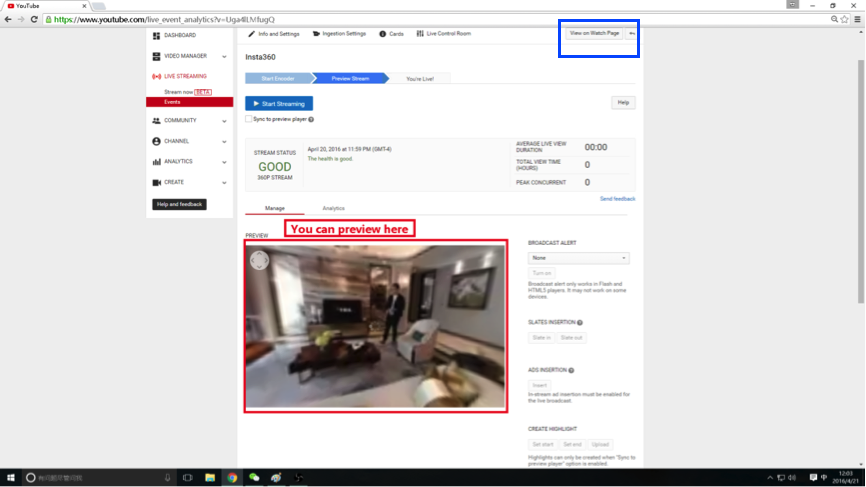 YouTube
https://www.youtube.com/live_event_analytics?v=Uga4lLMfugQ
DASHBOARD
VIDEO MANAGER
LIVE STREAMING
Stream now BETA
Events
COMMUNITY
CHANNEL
ANALYTICS
CREATE
Help and feedback
Info and Settings
Ingestion Settings
Cards
Live Control Room
View on Watch Page
Insta360
Start Encoder
Preview Stream
You're Live!
Start Streaming
Help
Sync to preview player
STREAM STATUS
GOOD
360P STREAM
April 20, 2016 at 11:59 PM (GMT-4)
The health is good.
AVERAGE LIVE VIEW
DURATION
00:00
TOTAL VIEW TIME
(HOURS)
0
PEAK CONCURRENT
0
Send feedback
Manage
Analytics
PREVIEW
You can preview here
BROADCAST ALERT
None
Turn on
Broadcast alert only works in Flash and
HTML5 players. It may not work on some
devices.
SLATES INSERTION
Slate in
Slate out
ADS INSERTION
Insert
In-stream ad insertion must be enabled for
the live broadcast.
CREATE HIGHLIGHT
Set start
Set end
Upload
Highlights can only be created when "Sync to
preview player" option is enabled.
中
12:03
2016/4/21